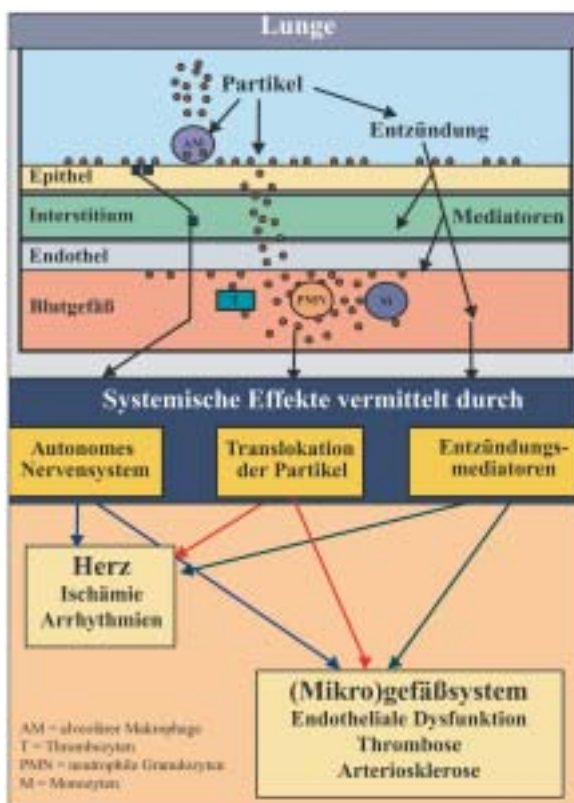 Lunge
Partikel
AM
Entzündung
Epithel
Interstitium
Mediatoren
Endothel
Blutgefäß
T
PMN
M
Systemische Effekte vermittelt durch
Autonomes
Nervensystem
Translokation
der Partikel
Entzündungs-
mediatoren
Herz
Ischämie
Arrhythmien
(Mikro)gefäßsystem
Endotheliale Dysfunktion
Thrombose
Arteriosklerose
AM = alveolärer Makrophage
T = Thrombozyten
PMN = neutrophile Granulozyten
M = Monozyten